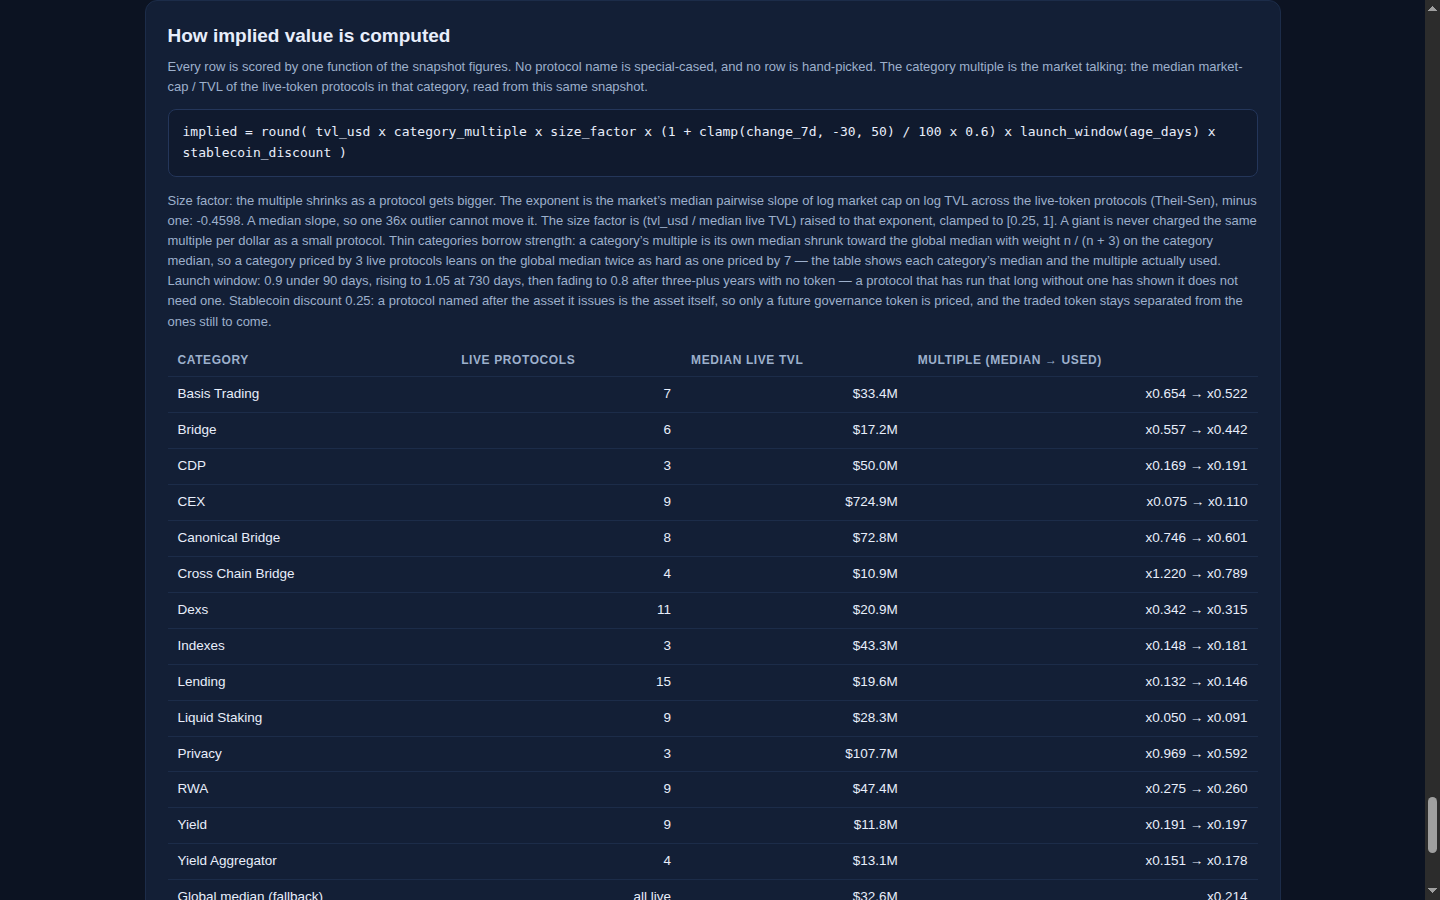 How implied value is computed
Every row is scored by one function of the snapshot figures. No protocol name is special-cased, and no row is hand-picked. The category multiple is the market talking: the median market-
cap / TVL of the live-token protocols in that category, read from this same snapshot.
implied = round( tvl_usd x category_multiple x size_factor x (1 + clamp(change_7d, -30, 50) / 100 x 0.6) x launch_window(age_days) x
stablecoin_discount )
Size factor: the multiple shrinks as a protocol gets bigger. The exponent is the market’s median pairwise slope of log market cap on log TVL across the live-token protocols (Theil-Sen), minus
one: -0.4598. A median slope, so one 36x outlier cannot move it. The size factor is (tvl_usd / median live TVL) raised to that exponent, clamped to [0.25, 1]. A giant is never charged the same
multiple per dollar as a small protocol. Thin categories borrow strength: a category’s multiple is its own median shrunk toward the global median with weight n / (n + 3) on the category
median, so a category priced by 3 live protocols leans on the global median twice as hard as one priced by 7 — the table shows each category’s median and the multiple actually used.
Launch window: 0.9 under 90 days, rising to 1.05 at 730 days, then fading to 0.8 after three-plus years with no token — a protocol that has run that long without one has shown it does not
need one. Stablecoin discount 0.25: a protocol named after the asset it issues is the asset itself, so only a future governance token is priced, and the traded token stays separated from the
ones still to come.
CATEGORY LIVE PROTOCOLS MEDIAN LIVE TVL MULTIPLE (MEDIAN → USED)
Basis Trading 7 $33.4M x0.654 → x0.522
Bridge 6 $17.2M x0.557 → x0.442
CDP 3 $50.0M x0.169 → x0.191
CEX 9 $724.9M x0.075 → x0.110
Canonical Bridge 8 $72.8M x0.746 → x0.601
Cross Chain Bridge 4 $10.9M x1.220 → x0.789
Dexs 11 $20.9M x0.342 → x0.315
Indexes 3 $43.3M x0.148 → x0.181
Lending 15 $19.6M x0.132 → x0.146
Liquid Staking 9 $28.3M x0.050 → x0.091
Privacy 3 $107.7M x0.969 → x0.592
RWA 9 $47.4M x0.275 → x0.260
Yield 9 $11.8M x0.191 → x0.197
Yield Aggregator 4 $13.1M x0.151 → x0.178
Global median (fallback) all live $32.6M x0.214